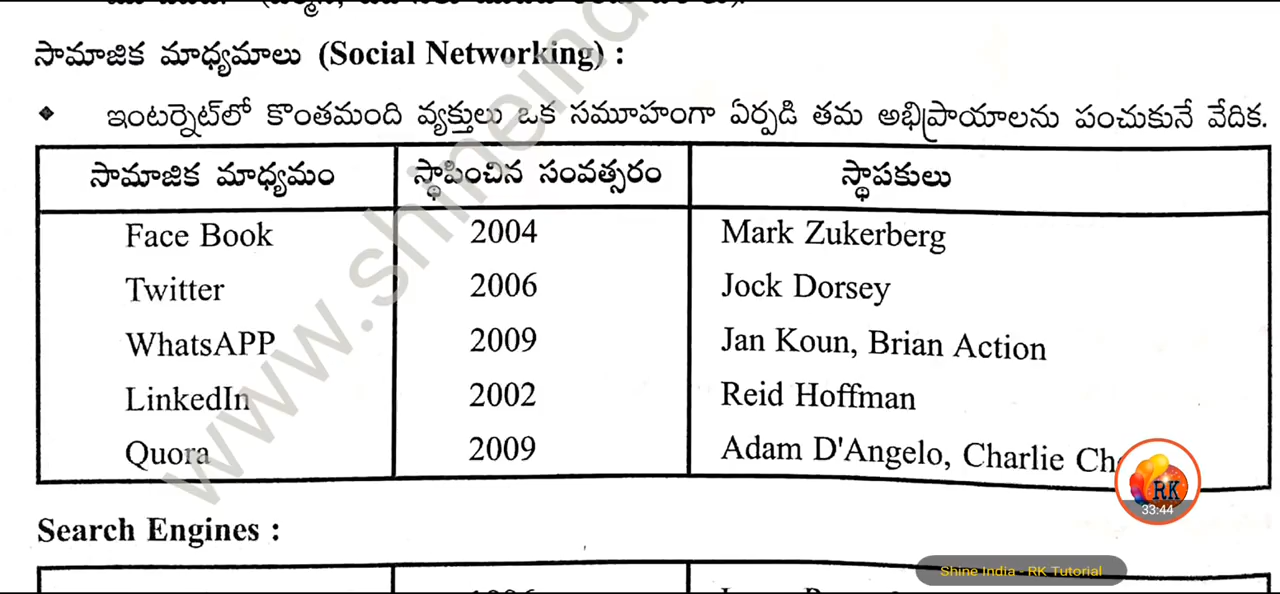 సామాజిక మాధ్యమాలు (Social Networking) :
❖ ఇంటర్నెట్‌లో కొంతమంది వ్యక్తులు ఒక సమూహంగా ఏర్పడి తమ అభిప్రాయాలను పంచుకునే వేదిక.
సామాజిక మాధ్యమం స్థాపించిన సంవత్సరం స్థాపకులు
Face Book 2004 Mark Zukerberg
Twitter 2006 Jock Dorsey
WhatsAPP 2009 Jan Koun, Brian Action
LinkedIn 2002 Reid Hoffman
Quora 2009 Adam D'Angelo, Charlie
RK
33:44
Search Engines :
Shine India - RK Tutorial
www.shineind